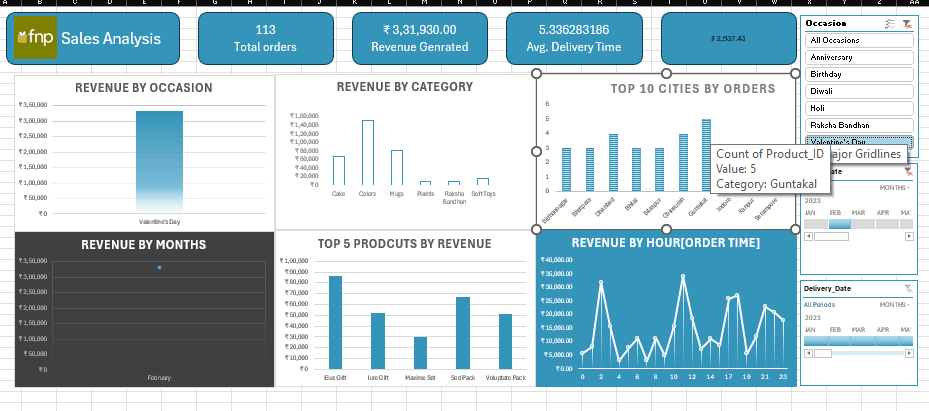 fnp
Sales Analysis
113
Total orders
₹ 3,31,930.00
Revenue Genrated
5.336283186
Avg. Delivery Time
₹ 2,937.43
Occasion
All Occasions
Anniversary
Birthday
Diwali
Holi
Raksha Bandhan
Valentine's Day
REVENUE BY OCCASION
₹ 3,50,000
₹ 3,00,000
₹ 2,50,000
₹ 2,00,000
₹ 1,50,000
₹ 1,00,000
₹ 50,000
₹ 0
Valentine's Day
REVENUE BY CATEGORY
₹ 1,60,000
₹ 1,40,000
₹ 1,20,000
₹ 1,00,000
₹ 80,000
₹ 60,000
₹ 40,000
₹ 20,000
₹ 0
Cake Colors Mugs Plants Raksha Bandhan Soft Toys
TOP 10 CITIES BY ORDERS
6
5
4
3
2
1
0
Bidhannagar Bhatpara Dhanbad Bhilai Bilaspur Chinsurah Guntakal Indore Kanpur Serampore
Count of Product_ID
Value: 5
Category: Guntakal
ajor Gridlines
Date
MONTHS
2023
JAN FEB MAR APR MA
REVENUE BY MONTHS
₹ 3,50,000
₹ 3,00,000
₹ 2,50,000
₹ 2,00,000
₹ 1,50,000
₹ 1,00,000
₹ 50,000
₹ 0
February
TOP 5 PRODCUTS BY REVENUE
₹ 1,00,000
₹ 90,000
₹ 80,000
₹ 70,000
₹ 60,000
₹ 50,000
₹ 40,000
₹ 30,000
₹ 20,000
₹ 10,000
₹ 0
Eius Gift Iure Gift Maxime Set Sed Pack Voluptate Pack
REVENUE BY HOUR[ORDER TIME]
₹ 40,000.00
₹ 35,000.00
₹ 30,000.00
₹ 25,000.00
₹ 20,000.00
₹ 15,000.00
₹ 10,000.00
₹ 5,000.00
₹ 0.00
0 2 4 6 8 10 12 14 17 19 21 23
Delivery_Date
All Periods MONTHS
2023
JAN FEB MAR APR MA